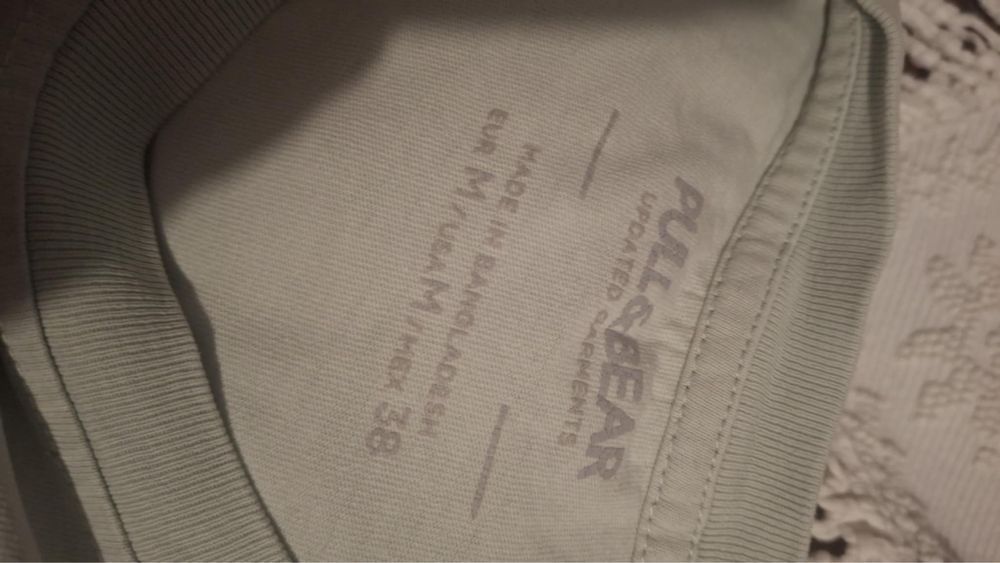 PULL&BEAR
UPDATED GARMENTS
MADE IN BANGLADESH
EUR M / USA M / MEX 38